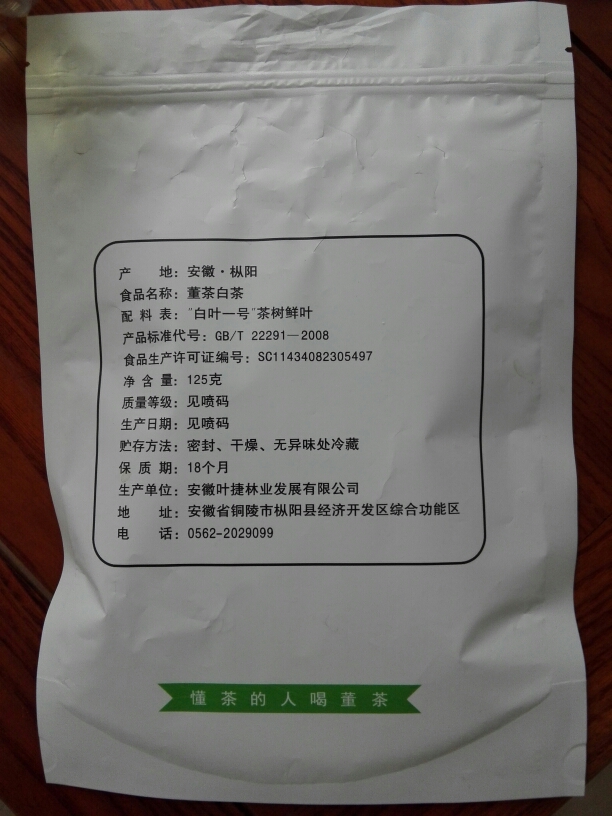 产 地：安徽·枞阳
食品名称：董茶白茶
配 料 表："白叶一号"茶树鲜叶
产品标准代号：GB/T 22291—2008
食品生产许可证编号：SC11434082305497
净 含 量：125克
质量等级：见喷码
生产日期：见喷码
贮存方法：密封、干燥、无异味处冷藏
保 质 期：18个月
生产单位：安徽叶捷林业发展有限公司
地 址：安徽省铜陵市枞阳县经济开发区综合功能区
电 话：0562-2029099
懂茶的人喝董茶